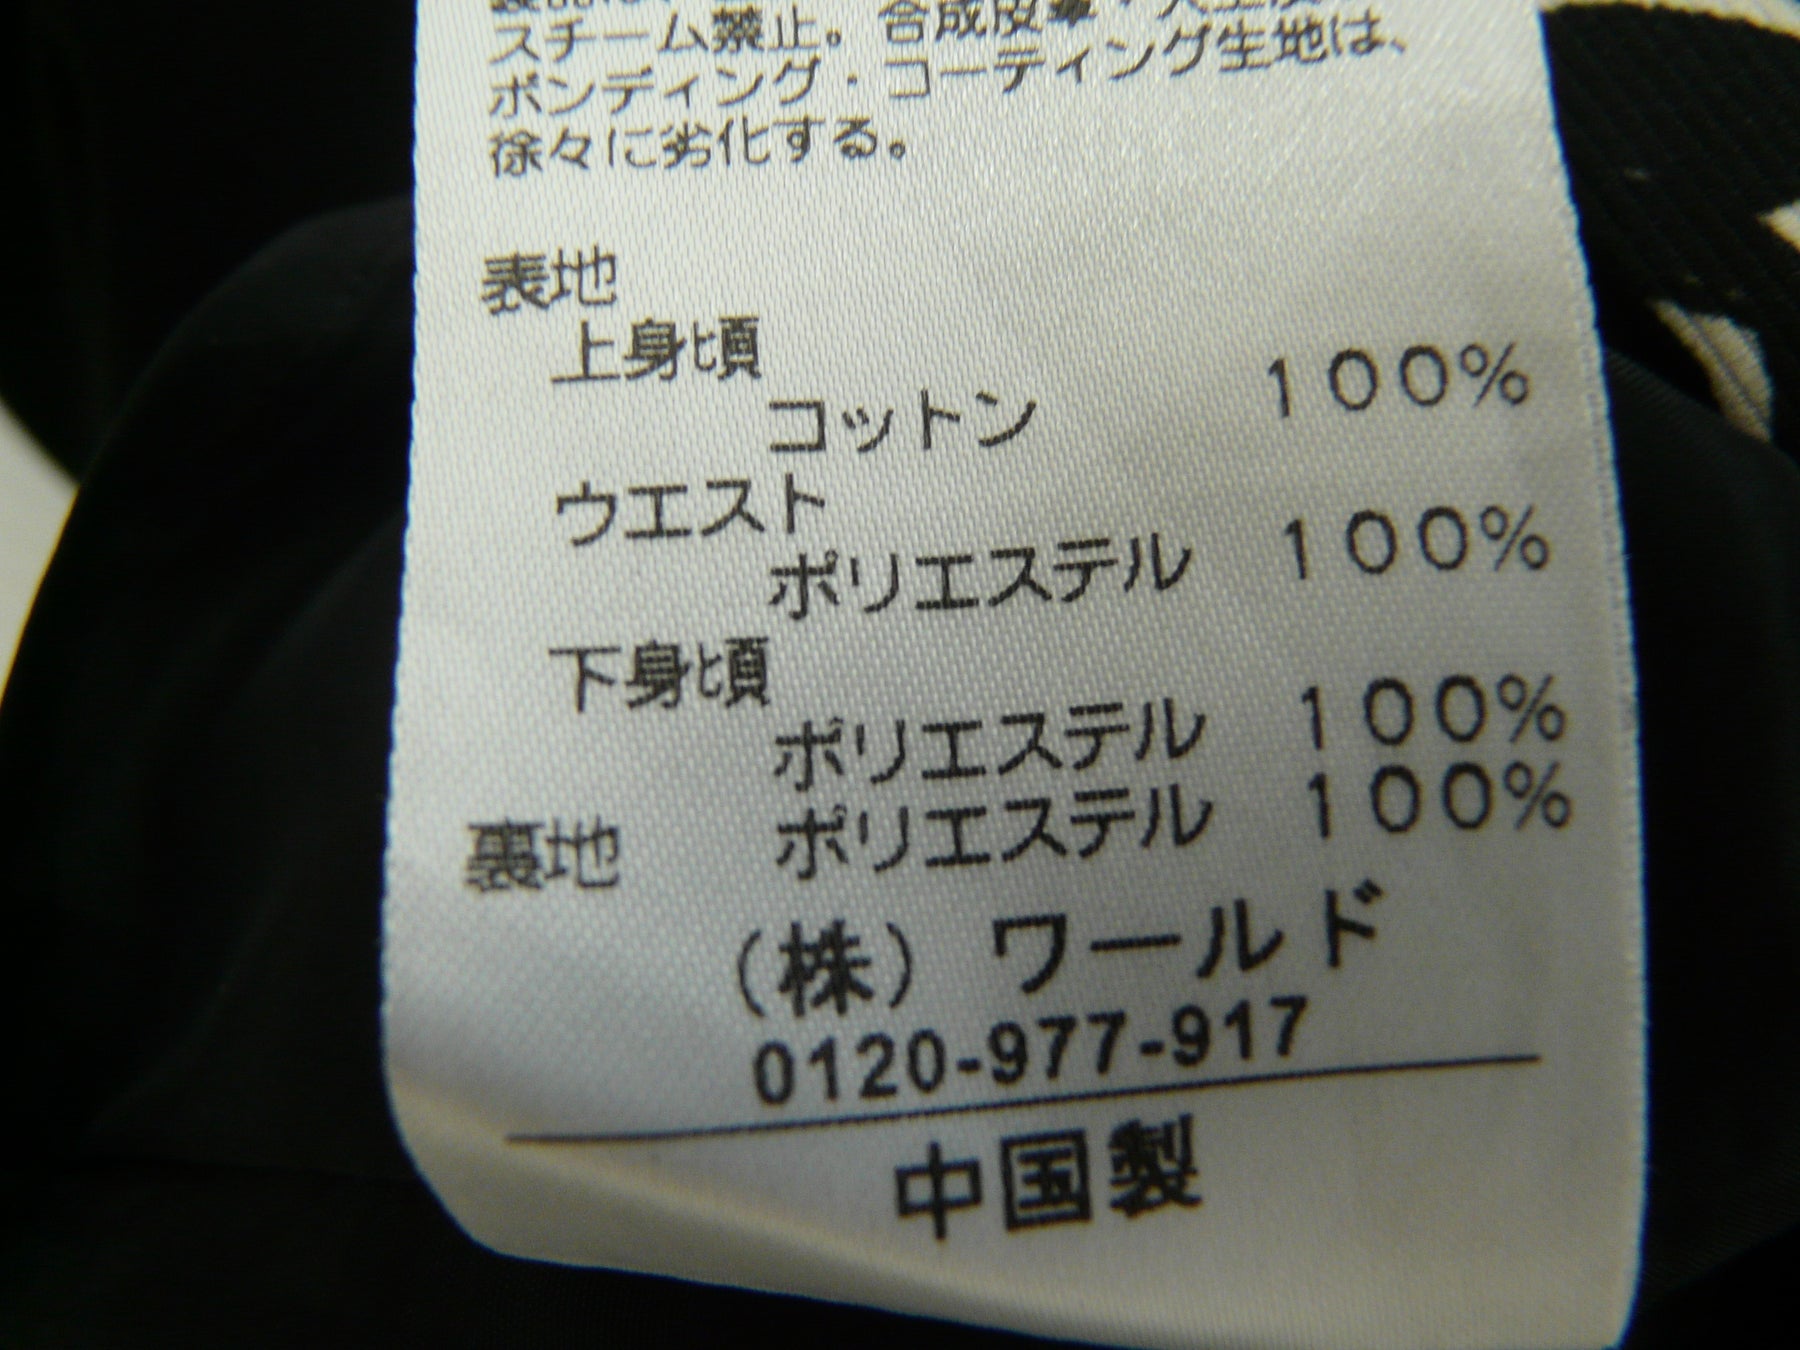 製品は、
スチーム禁止。合成皮革・人工皮
ボンディング・コーティング生地は、
徐々に劣化する。
表地
上身頃
コットン 100%
ウエスト
ポリエステル 100%
下身頃
ポリエステル 100%
裏地 ポリエステル 100%
(株) ワールド
0120-977-917
中国製